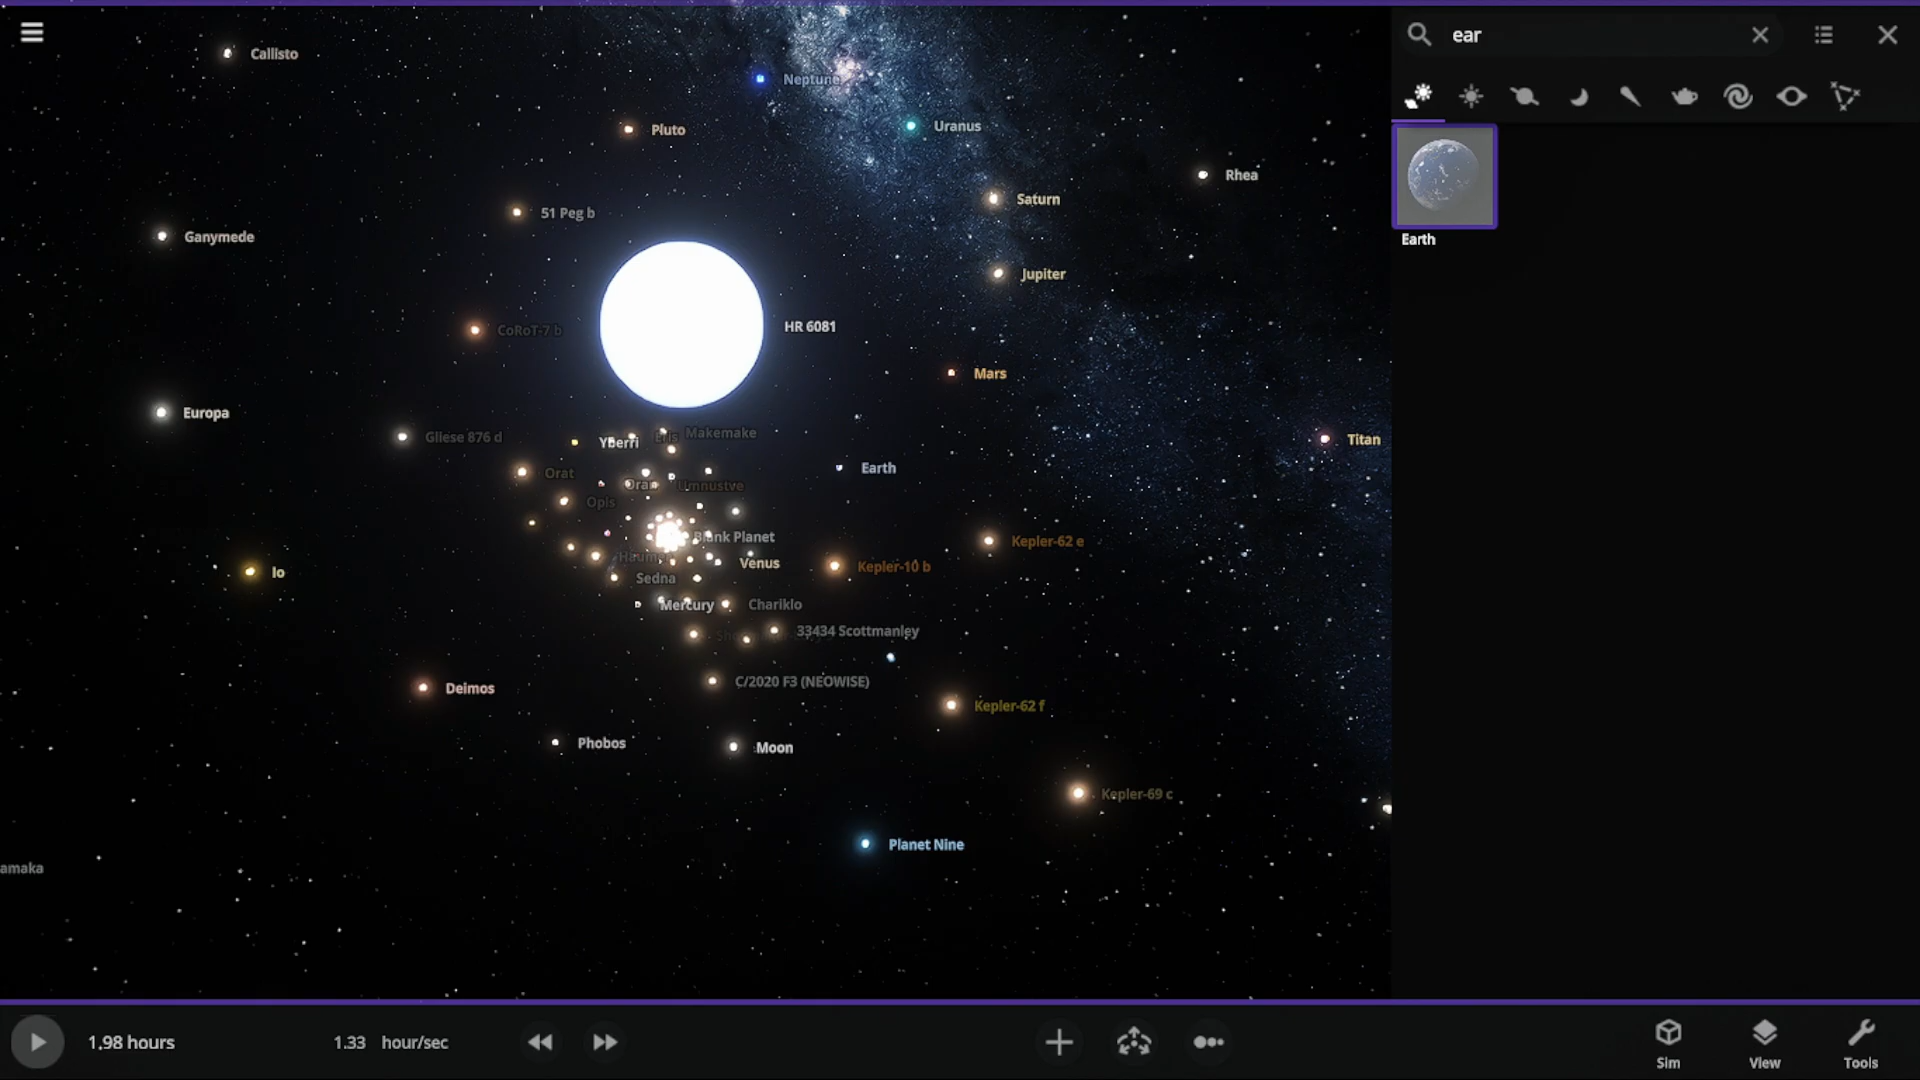 ear
Callisto
Neptune
Pluto
Uranus
Rhea
Saturn
51 Peg b
Ganymede
Earth
Jupiter
HR 6081
CoRoT-7 b
Mars
Europa
Makemake
Gliese 876 d
Eris
Titan
Earth
Orat
Umnustve
Opis
Blank Planet
Kepler-62 e
Venus
Kepler-10 b
Io
Sedna
Mercury
Chariklo
33434 Scottmanley
C/2020 F3 (NEOWISE)
Deimos
Kepler-62 f
Phobos
Moon
Kepler-69 c
Planet Nine
amaka
1.98 hours
1.33 hour/sec
Sim
View
Tools